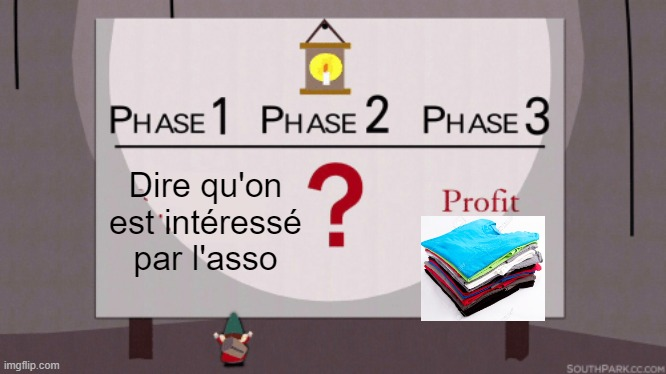 PHASE 1 PHASE 2 PHASE 3
Dire qu'on
est intéressé
par l'asso
?
Profit
imgflip.com
SOUTHPARK.CC.COM